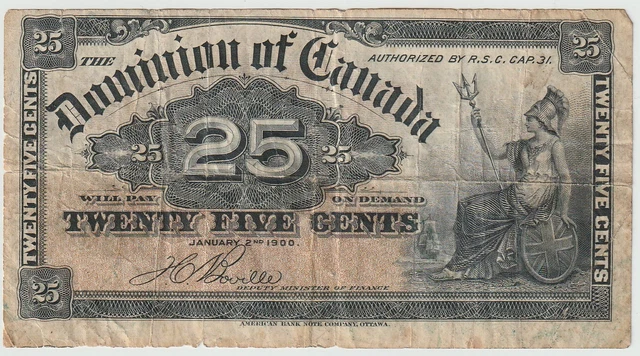 25
25
THE
AUTHORIZED BY R.S.C. CAP. 31.
Dominion of Canada
TWENTY FIVE CENTS
TWENTY FIVE CENTS
25
25
25
WILL PAY
ON DEMAND
TWENTY FIVE CENTS
JANUARY 2ND 1900.
J.C. Boville
DEPUTY MINISTER OF FINANCE
25
AMERICAN BANK NOTE COMPANY, OTTAWA.